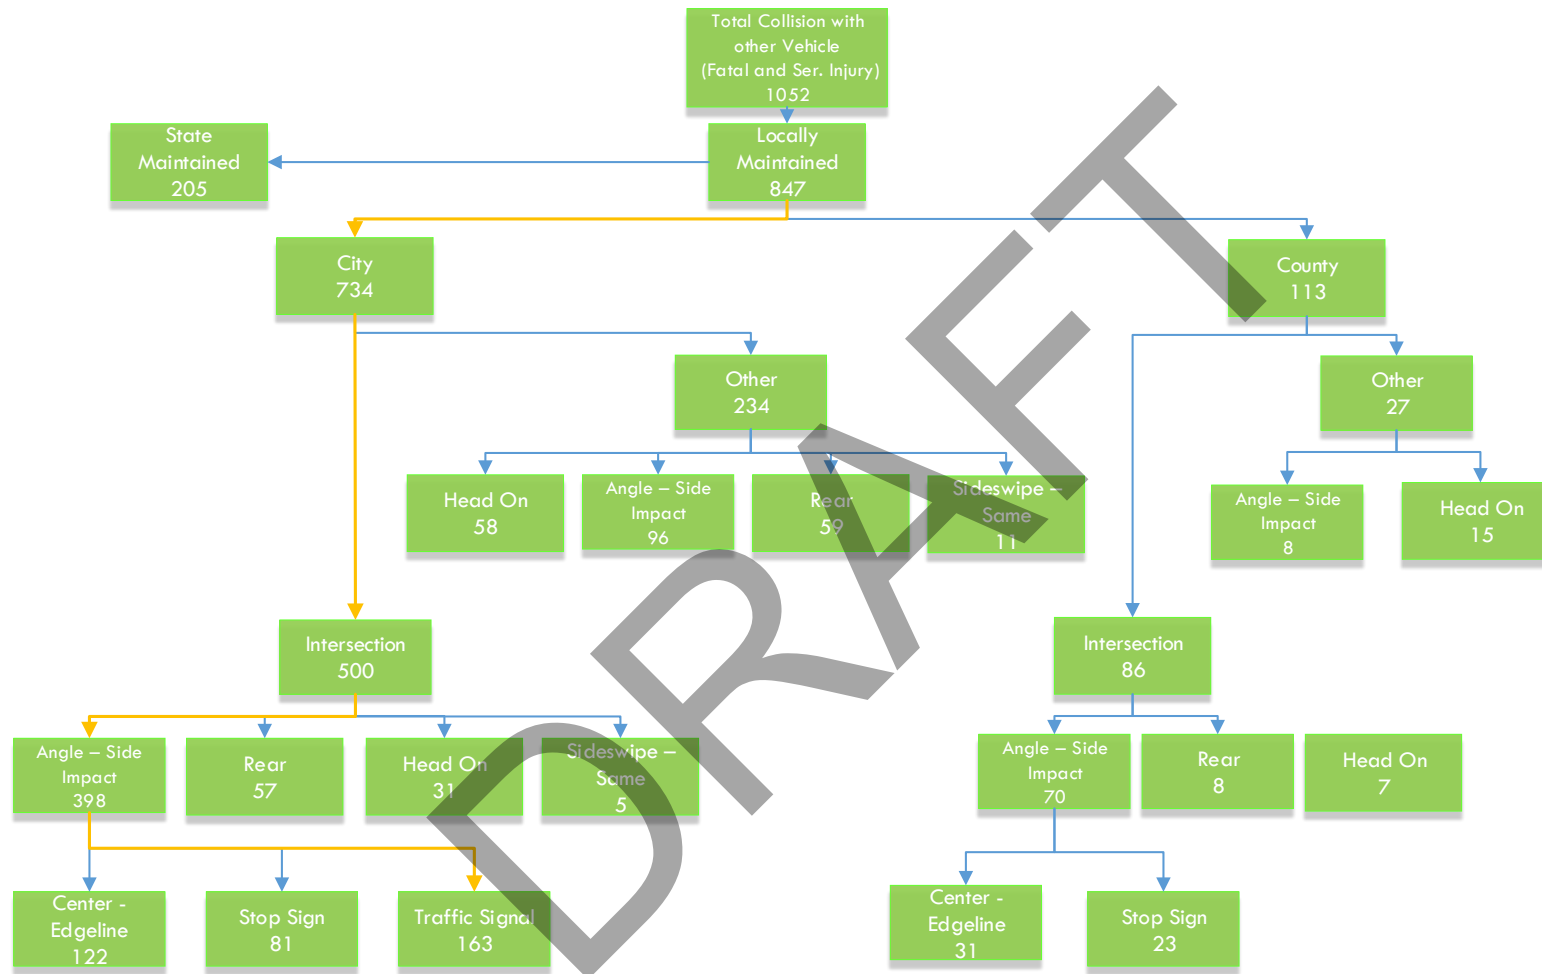 Total Collision with
other Vehicle
(Fatal and Ser. Injury)
1052
State
Maintained
205
Locally
Maintained
847
City
734
County
113
Other
234
Other
27
Head On
58
Angle – Side
Impact
96
Rear
59
Sideswipe –
Same
11
Angle – Side
Impact
8
Head On
15
Intersection
500
Intersection
86
Angle – Side
Impact
398
Rear
57
Head On
31
Sideswipe –
Same
5
Angle – Side
Impact
70
Rear
8
Head On
7
Center -
Edgeline
122
Stop Sign
81
Traffic Signal
163
Center -
Edgeline
31
Stop Sign
23
DRAFT